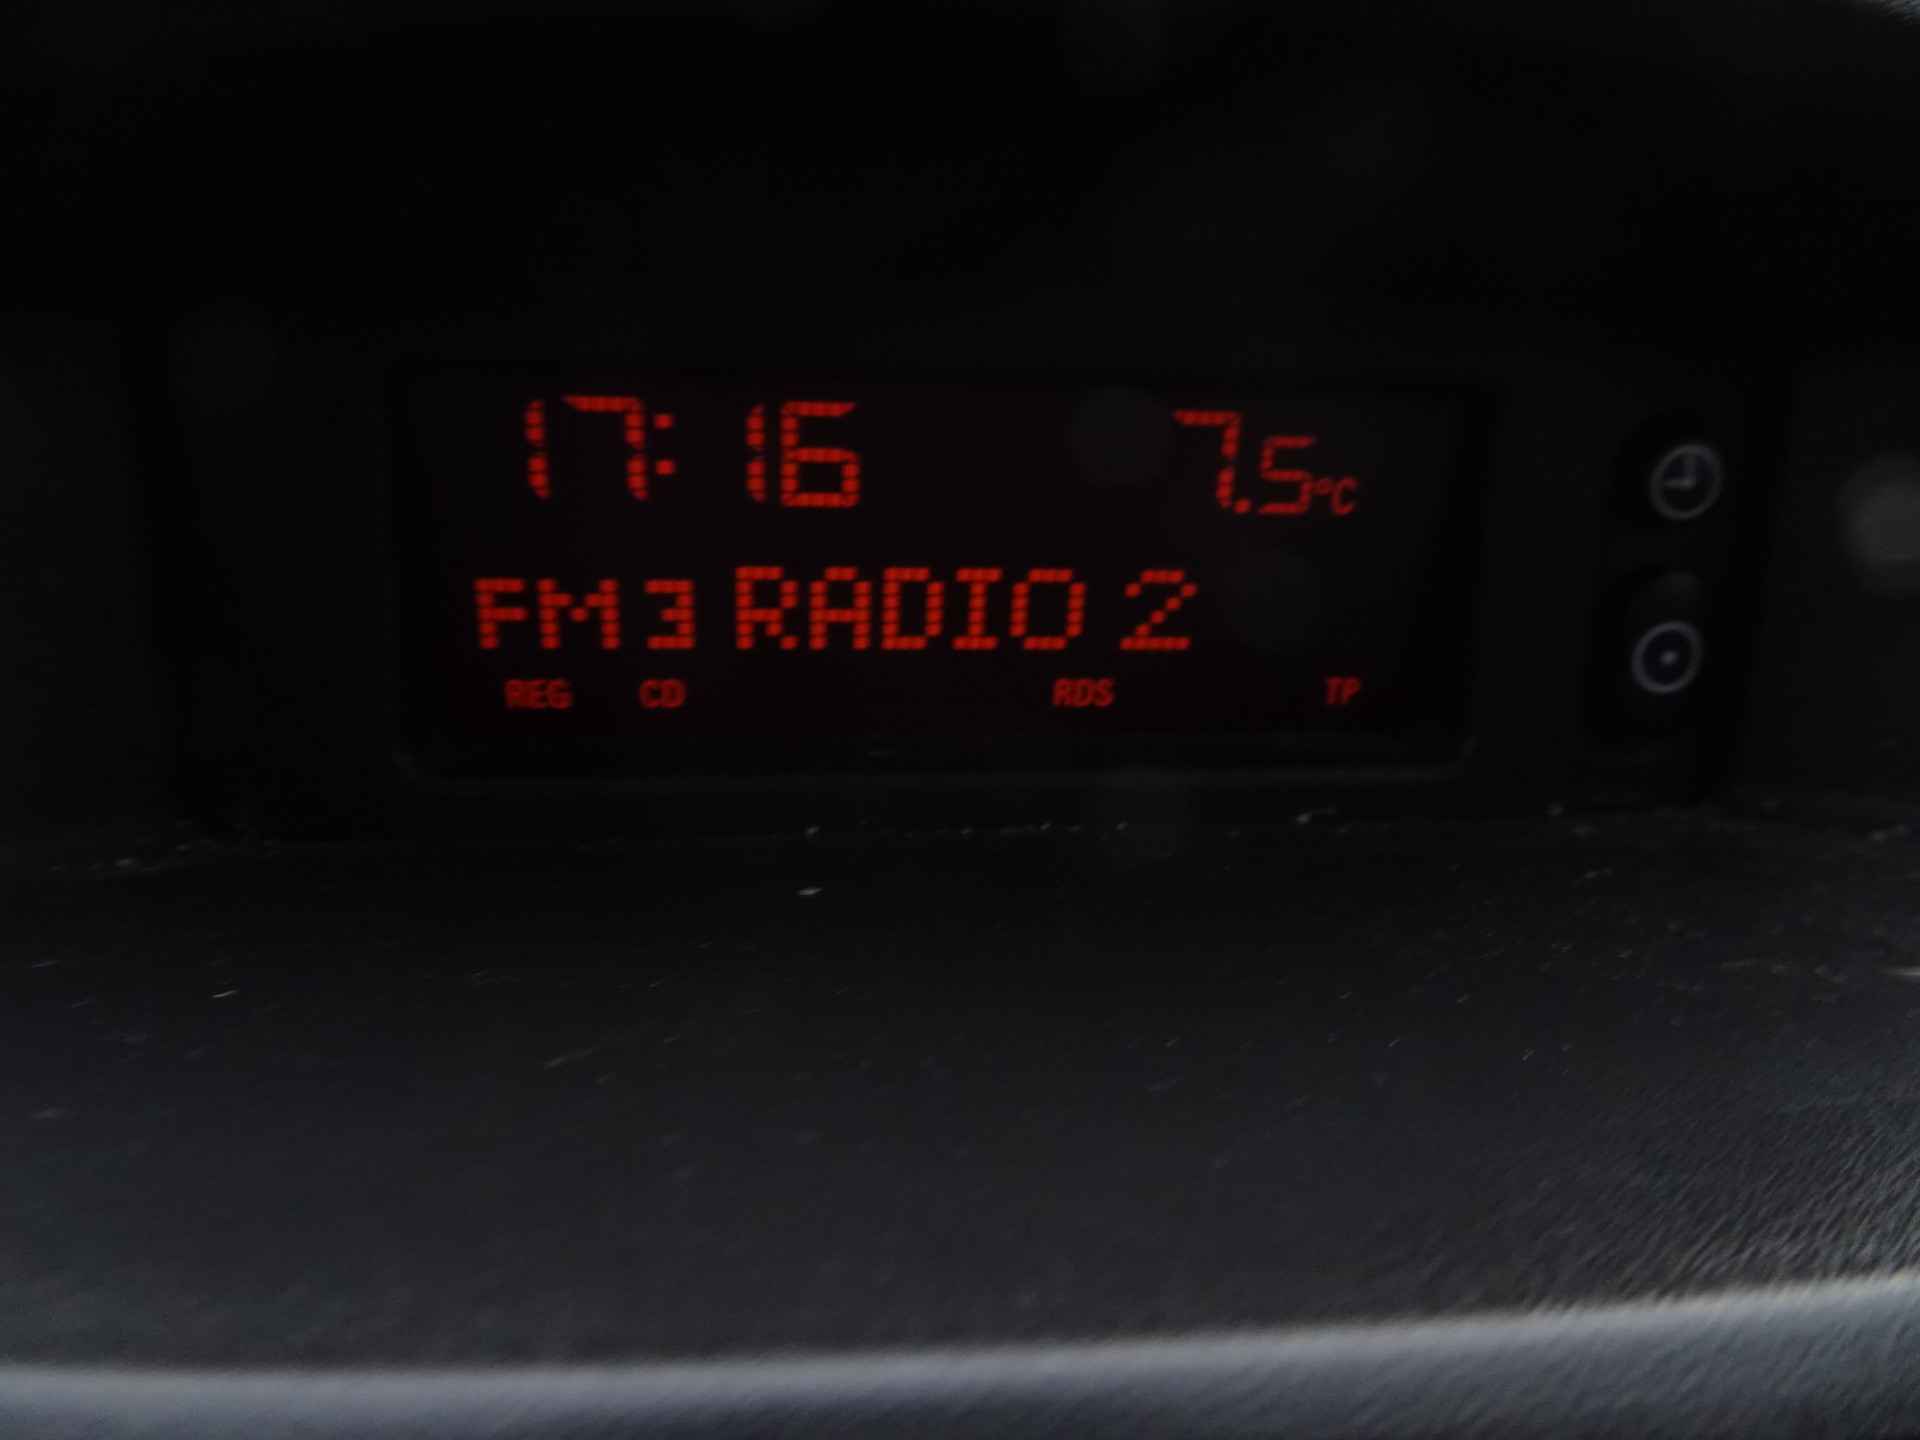 17:16 7.5°C
FM3 RADIO 2
REG CD RDS TP